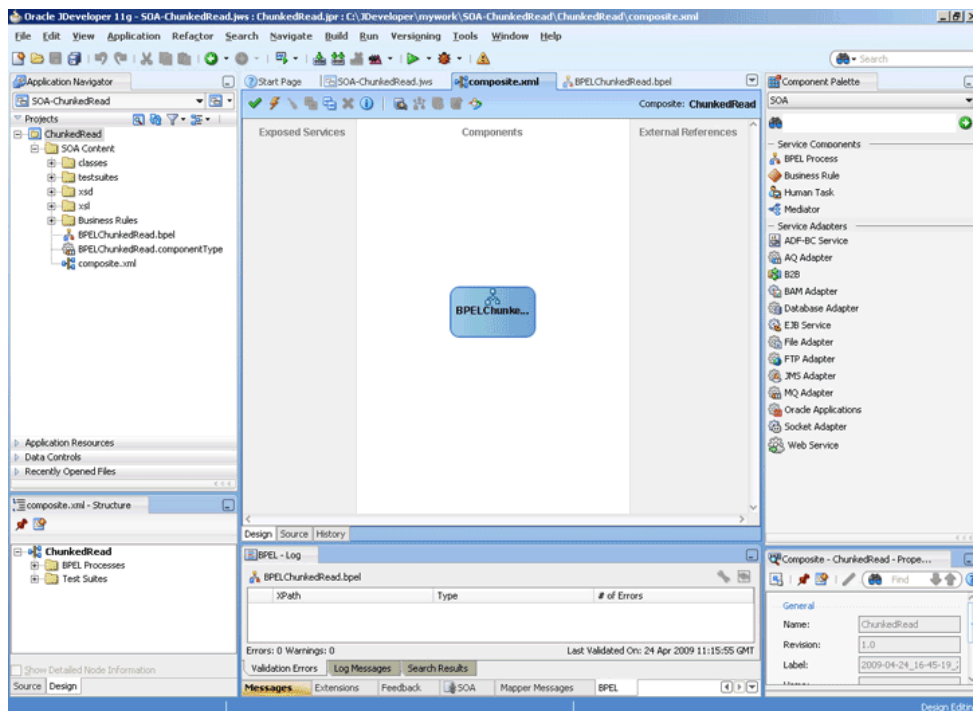 Oracle JDeveloper 11g - SOA-ChunkedRead.jws : ChunkedRead.jpr : C:\JDeveloper\mywork\SOA-ChunkedRead\ChunkedRead\composite.xml
File Edit View Application Refactor Search Navigate Build Run Versioning Tools Window Help
Search
Application Navigator
SOA-ChunkedRead
Projects
ChunkedRead
SOA Content
classes
testsuites
xsd
xsl
Business Rules
BPELChunkedRead.bpel
BPELChunkedRead.componentType
composite.xml
Application Resources
Data Controls
Recently Opened Files
composite.xml - Structure
ChunkedRead
BPEL Processes
Test Suites
Show Detailed Node Information
Source Design
Start Page SOA-ChunkedRead.jws composite.xml BPELChunkedRead.bpel
Composite: ChunkedRead
Exposed Services Components External References
BPELChunke...
Design Source History
BPEL - Log
BPELChunkedRead.bpel
XPath Type # of Errors
Errors: 0 Warnings: 0 Last Validated On: 24 Apr 2009 11:15:55 GMT
Validation Errors Log Messages Search Results
Messages Extensions Feedback SOA Mapper Messages BPEL
Component Palette
SOA
Service Components
BPEL Process
Business Rule
Human Task
Mediator
Service Adapters
ADF-BC Service
AQ Adapter
B2B
BAM Adapter
Database Adapter
EJB Service
File Adapter
FTP Adapter
JMS Adapter
MQ Adapter
Oracle Applications
Socket Adapter
Web Service
Composite - ChunkedRead - Prope...
Find
General
Name: ChunkedRead
Revision: 1.0
Label: 2009-04-24_16-45-19_
Design Editin